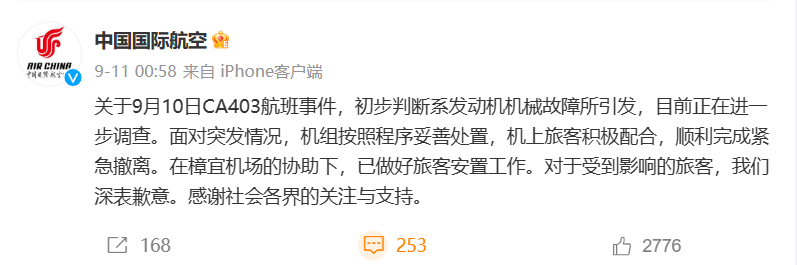 中国国际航空
AIR CHINA
中国国际航空
9-11 00:58 来自 iPhone客户端
关于9月10日CA403航班事件，初步判断系发动机机械故障所引发，目前正在进一
步调查。面对突发情况，机组按照程序妥善处置，机上旅客积极配合，顺利完成紧
急撤离。在樟宜机场的协助下，已做好旅客安置工作。对于受到影响的旅客，我们
深表歉意。感谢社会各界的关注与支持。
168 253 2776